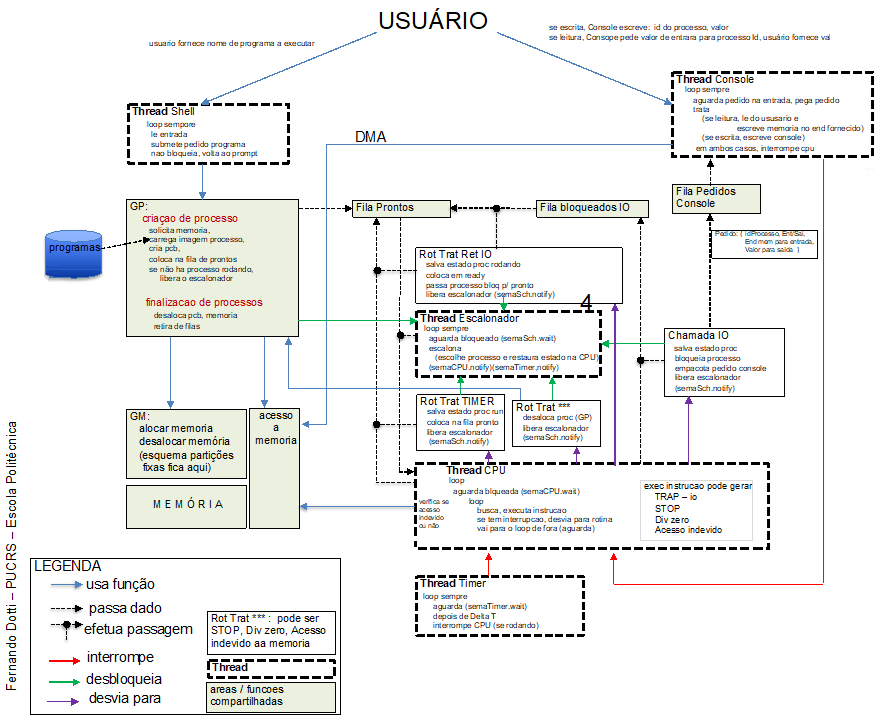 USUÁRIO
usuario fornece nome de programa a executar
se escrita, Console escreve: id do processo, valor
se leitura, Consope pede valor de entrara para processo Id, usuário fornece val
Thread Shell
loop sempore
le entrada
submete pedido programa
nao bloqueia, volta ao prompt
Thread Console
loop sempre
aguarda pedido na entrada, pega pedido
trata
(se leitura, le do ususario e
escreve memoria no end fornecido)
(se escrita, escreve console)
em ambos casos, interrompe cpu
DMA
GP:
criaçao de processo
solicita memoria,
carrega imagem processo,
cria pcb,
coloca na fila de prontos
se não ha processo rodando,
libera o escalonador
finalizacao de processos
desaloca pcb, memoria
retira de filas
programas
Fila Prontos
Fila bloqueados IO
Fila Pedidos
Console
Pedido: ( idProcesso, Ent/Sai,
End mem para entrada,
Valor para saída )
Rot Trat Ret IO
salva estado proc rodando
coloca em ready
passa processo bloq p/ pronto
libera escalonador (semaSch.notify)
4
Thread Escalonador
loop sempre
aguarda bloqueado (semaSch.wait)
escalona
(escolhe processo e restaura estado na CPU)
(semaCPU.notify)(semaTimer.notify)
Chamada IO
salva estado proc
bloqueia processo
empacota pedido console
libera escalonador
(semaSch.notify)
Rot Trat TIMER
salva estado proc run
coloca na fila pronto
libera escalonador
(semaSch.notify)
Rot Trat ***
desaloca proc (GP)
libera escalonador
(semaSch.notify)
GM:
alocar memoria
desalocar memória
(esquema partições
fixas fica aqui)
acesso
a
memoria
MEMÓRIA
Thread CPU
loop
aguarda blqueada (semaCPU.wait)
loop
busca, executa instrucao
se tem interrupcao, desvia para rotina
vai para o loop de fora (aguarda)
verifica se
acesso
indevido
ou não
exec instrucao pode gerar
TRAP – io
STOP
Div zero
Acesso indevido
Thread Timer
loop sempre
aguarda (semaTimer.wait)
depois de Delta T
interrompe CPU (se rodando)
LEGENDA
usa função
passa dado
efetua passagem
interrompe
desbloqueia
desvia para
Rot Trat *** : pode ser
STOP, Div zero, Acesso
indevido aa memoria
Thread
areas / funcoes
compartilhadas
Fernando Dotti – PUCRS – Escola Politécnica